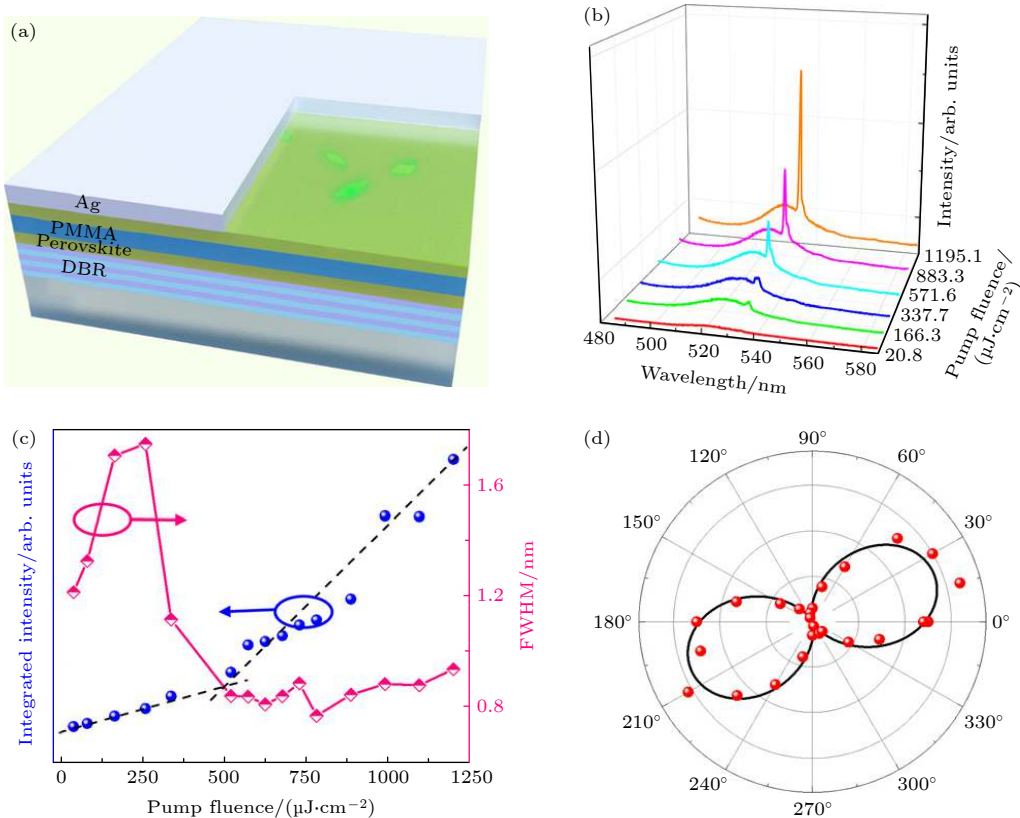 (a)
Ag
PMMA
Perovskite
DBR
(b)
Intensity/arb. units
1195.1
883.3
571.6
337.7
166.3
20.8
Pump fluence/
(µJ·cm−2)
480
500
520
540
560
580
Wavelength/nm
(c)
Integrated intensity/arb. units
1.6
1.2
0.8
FWHM/nm
0
250
500
750
1000
1250
Pump fluence/(µJ·cm−2)
(d)
90°
120°
60°
150°
30°
180°
0°
210°
330°
240°
300°
270°